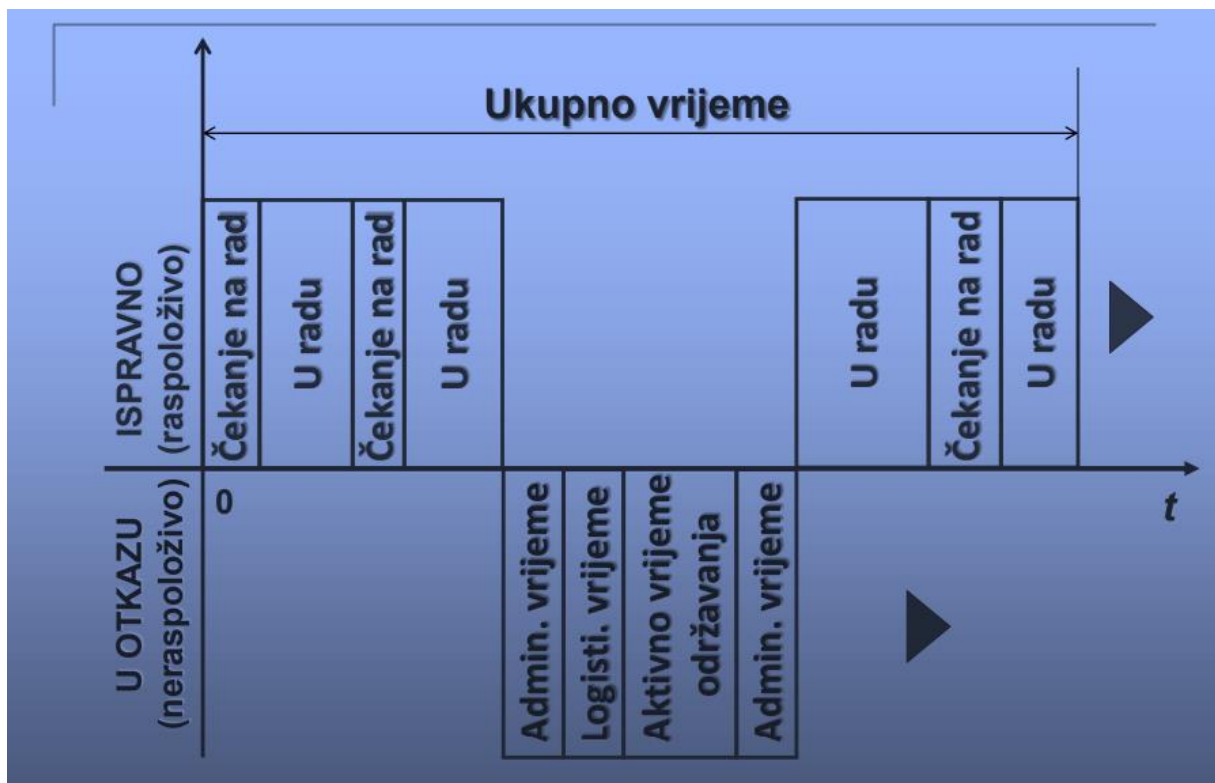 Ukupno vrijeme
ISPRAVNO
(raspoloživo)
Čekanje na rad
U radu
Čekanje na rad
U radu
U radu
Čekanje na rad
U radu
0
t
U OTKAZU
(neraspoloživo)
Admin. vrijeme
Logisti. vrijeme
Aktivno vrijeme
održavanja
Admin. vrijeme